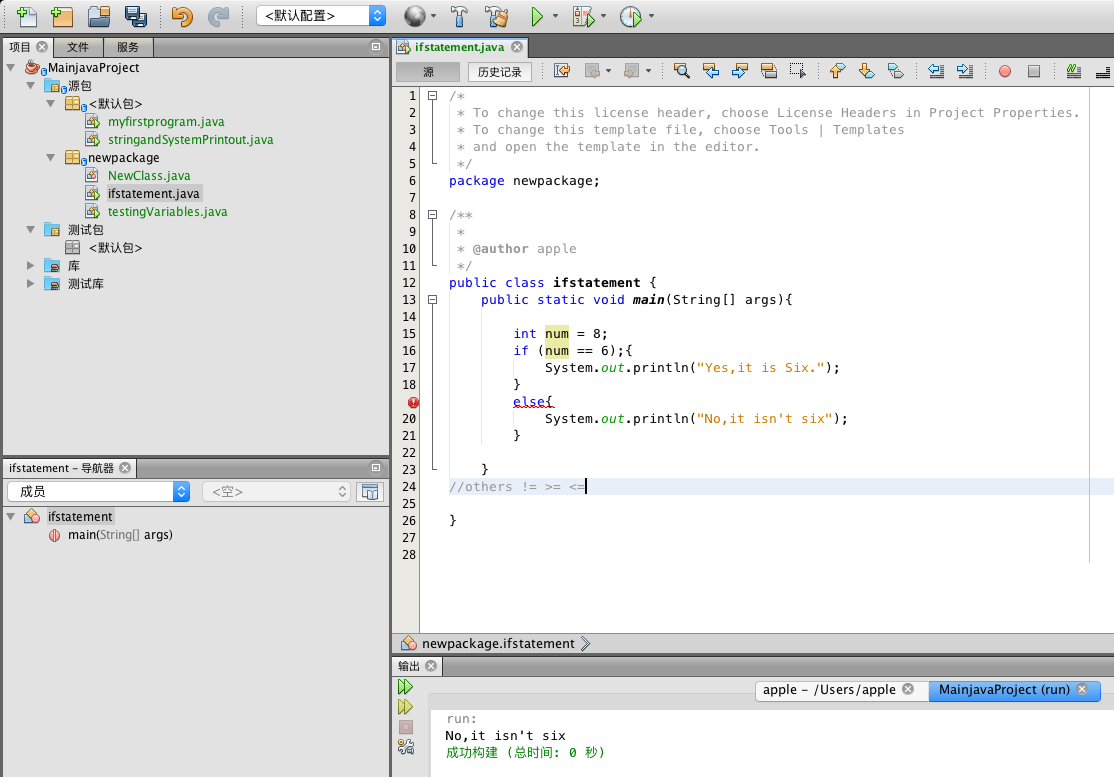 <默认配置>
项目 文件 服务
MainjavaProject
源包
<默认包>
myfirstprogram.java
stringandSystemPrintout.java
newpackage
NewClass.java
ifstatement.java
testingVariables.java
测试包
<默认包>
库
测试库
ifstatement – 导航器
成员 <空>
ifstatement
main(String[] args)
ifstatement.java
源 历史记录
1 /*
2 * To change this license header, choose License Headers in Project Properties.
3 * To change this template file, choose Tools | Templates
4 * and open the template in the editor.
5 */
6 package newpackage;
7
8 /**
9 *
10 * @author apple
11 */
12 public class ifstatement {
13 public static void main(String[] args){
14
15 int num = 8;
16 if (num == 6);{
17 System.out.println("Yes,it is Six.");
18 }
else{
20 System.out.println("No,it isn't six");
21 }
22
23 }
24 //others != >= <=
25
26 }
27
28
newpackage.ifstatement
输出
apple – /Users/apple MainjavaProject (run)
run:
No,it isn't six
成功构建 (总时间: 0 秒)